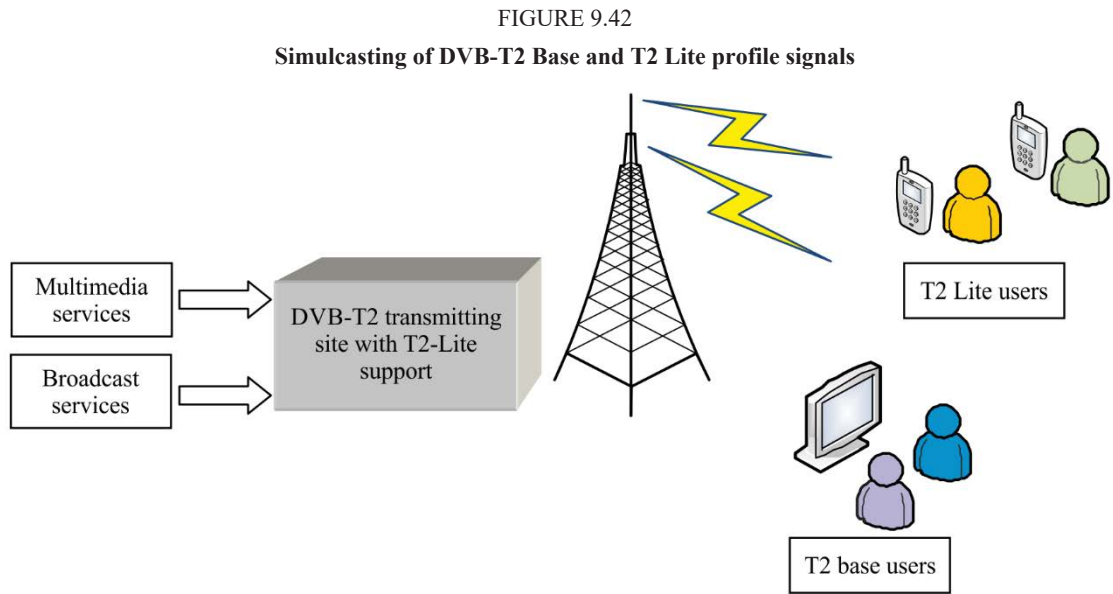 FIGURE 9.42
Simulcasting of DVB-T2 Base and T2 Lite profile signals
Multimedia
services
Broadcast
services
DVB-T2 transmitting
site with T2-Lite
support
T2 Lite users
T2 base users